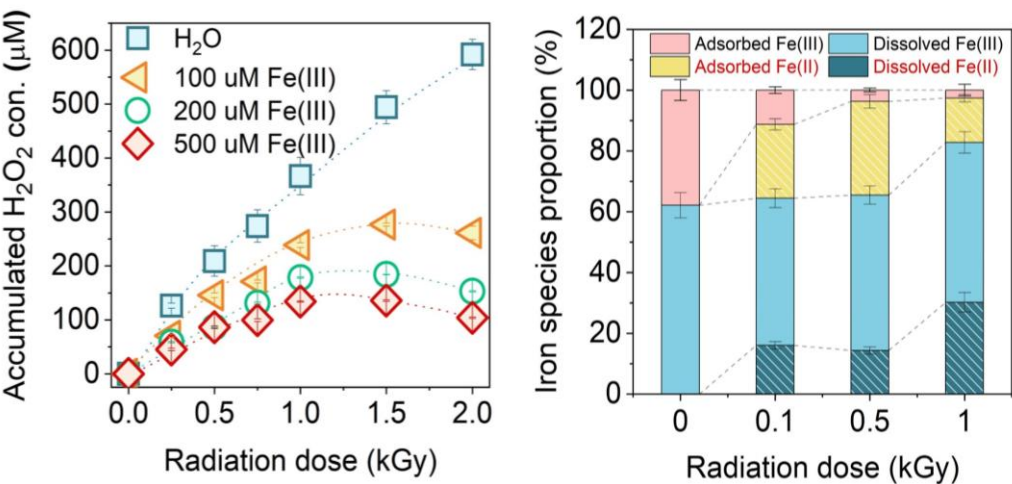 Accumulated H₂O₂ con. (μM)
600
500
400
300
200
100
0
H₂O
100 uM Fe(III)
200 uM Fe(III)
500 uM Fe(III)
0.0 0.5 1.0 1.5 2.0
Radiation dose (kGy)
Iron species proportion (%)
120
100
80
60
40
20
0
Adsorbed Fe(III) Dissolved Fe(III)
Adsorbed Fe(II) Dissolved Fe(II)
0 0.1 0.5 1
Radiation dose (kGy)